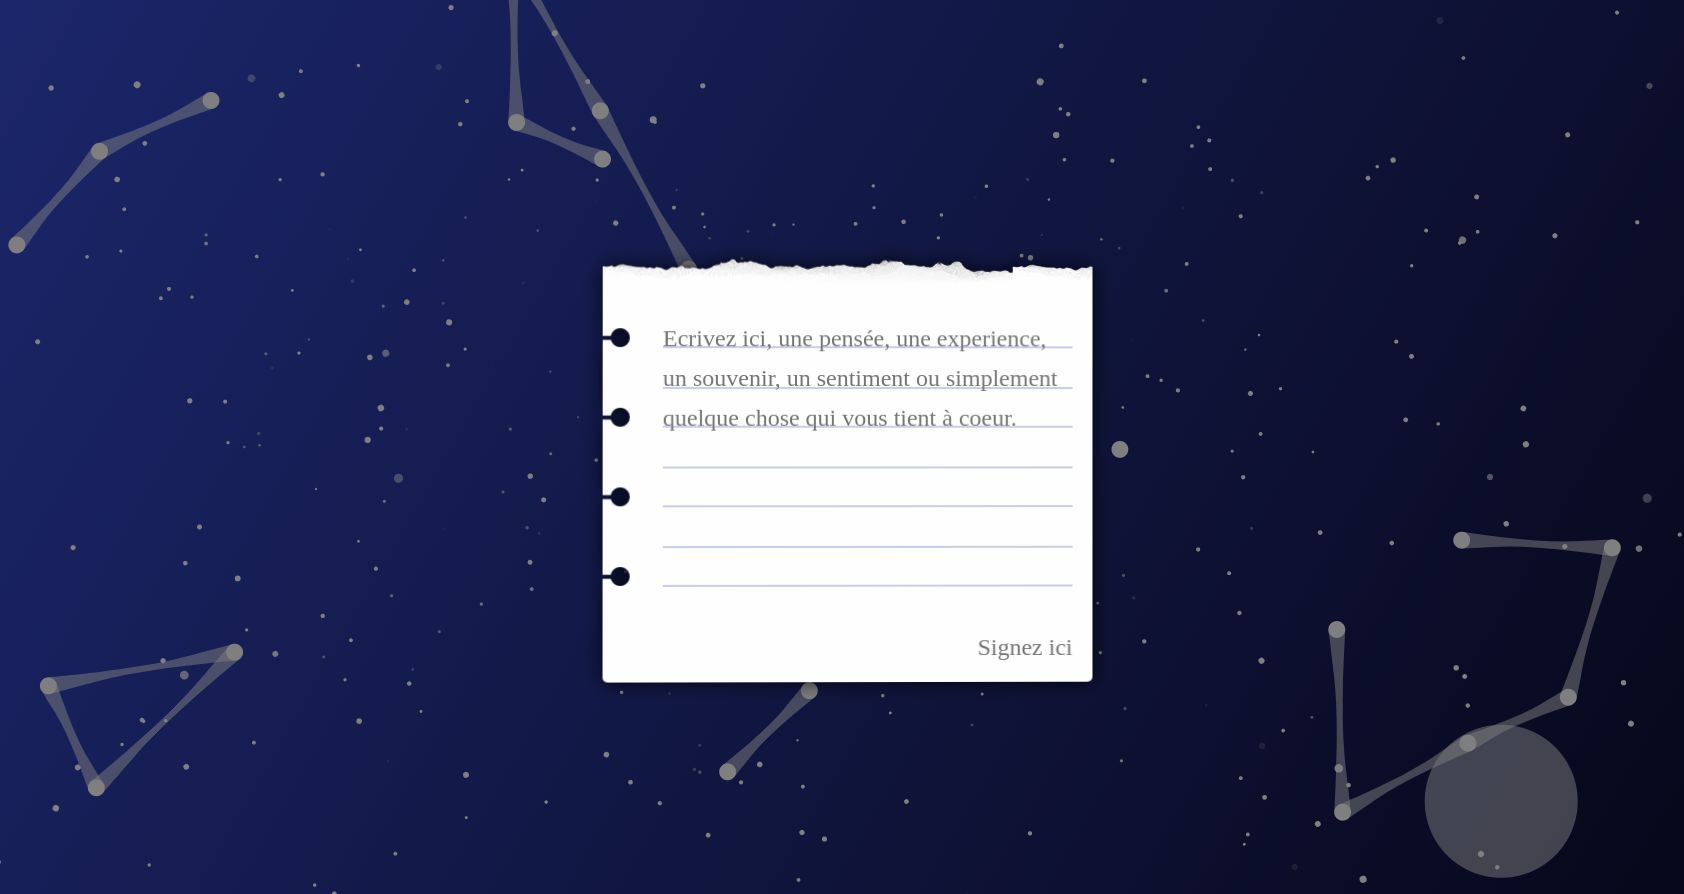 Ecrivez ici, une pensée, une experience,
un souvenir, un sentiment ou simplement
quelque chose qui vous tient à coeur.
Signez ici